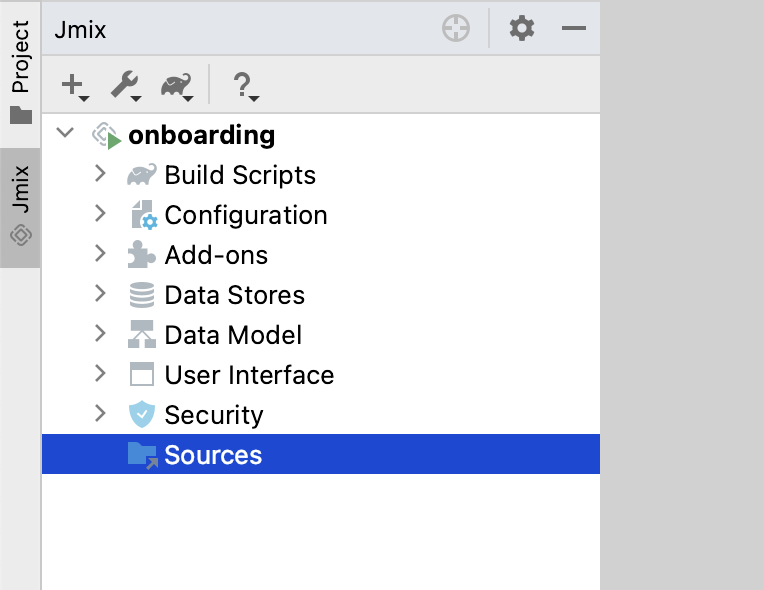 Project
Jmix
Jmix
onboarding
Build Scripts
Configuration
Add-ons
Data Stores
Data Model
User Interface
Security
Sources